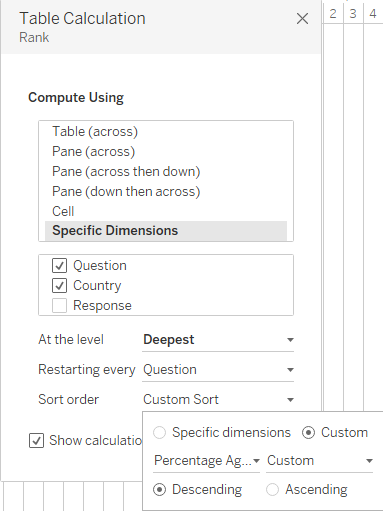 Table Calculation
Rank
2 3 4
Compute Using
Table (across)
Pane (across)
Pane (across then down)
Pane (down then across)
Cell
Specific Dimensions
Question
Country
Response
At the level Deepest
Restarting every Question
Sort order Custom Sort
Show calculatio
Specific dimensions Custom
Percentage Ag... Custom
Descending Ascending